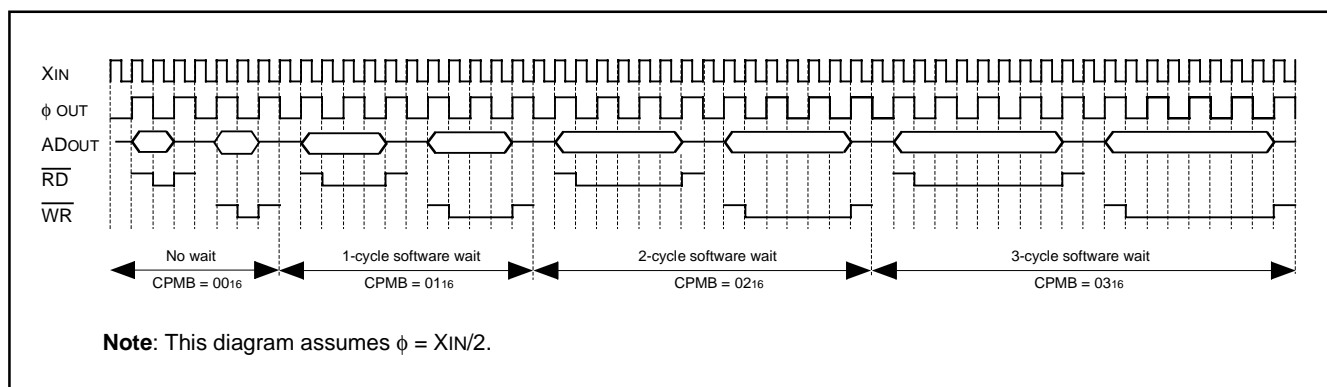 XIN
φ OUT
ADOUT
RD
WR
No wait
CPMB = 0016
1-cycle software wait
CPMB = 0116
2-cycle software wait
CPMB = 0216
3-cycle software wait
CPMB = 0316
Note: This diagram assumes φ = XIN/2.